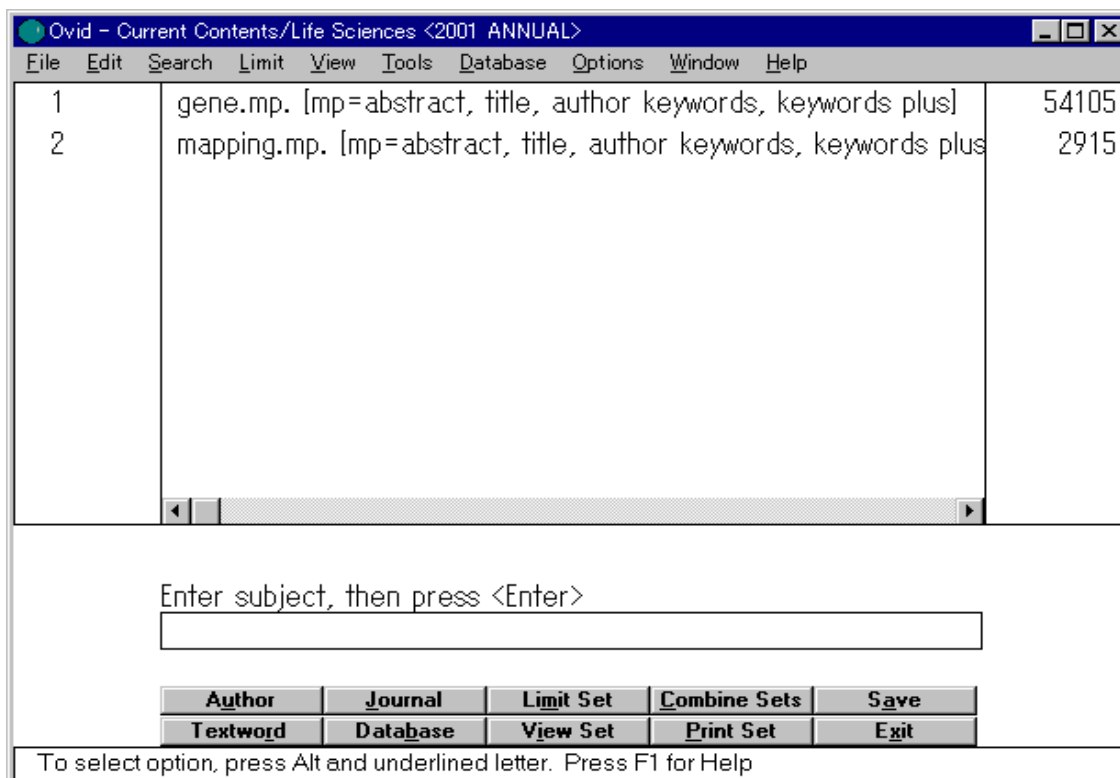 Ovid - Current Contents/Life Sciences <2001 ANNUAL>
File Edit Search Limit View Tools Database Options Window Help
1 gene.mp. [mp=abstract, title, author keywords, keywords plus] 54105
2 mapping.mp. [mp=abstract, title, author keywords, keywords plus 2915
Enter subject, then press <Enter>
Author Journal Limit Set Combine Sets Save
Textword Database View Set Print Set Exit
To select option, press Alt and underlined letter. Press F1 for Help